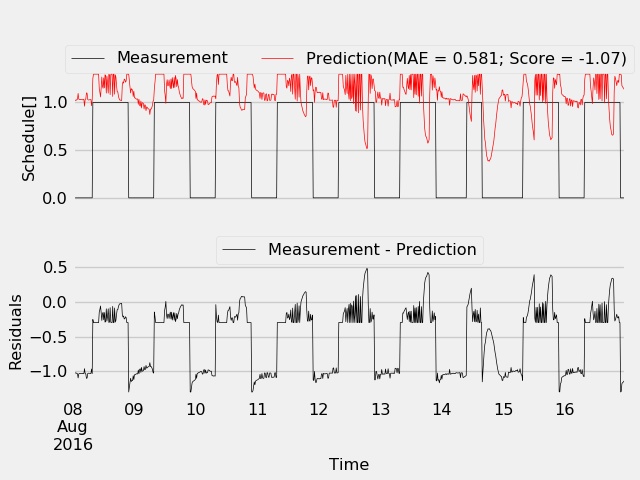 Measurement Prediction(MAE = 0.581; Score = -1.07)
Schedule[]
1.0
0.5
0.0
Measurement - Prediction
Residuals
0.5
0.0
−0.5
−1.0
08 09 10 11 12 13 14 15 16
Aug
2016
Time